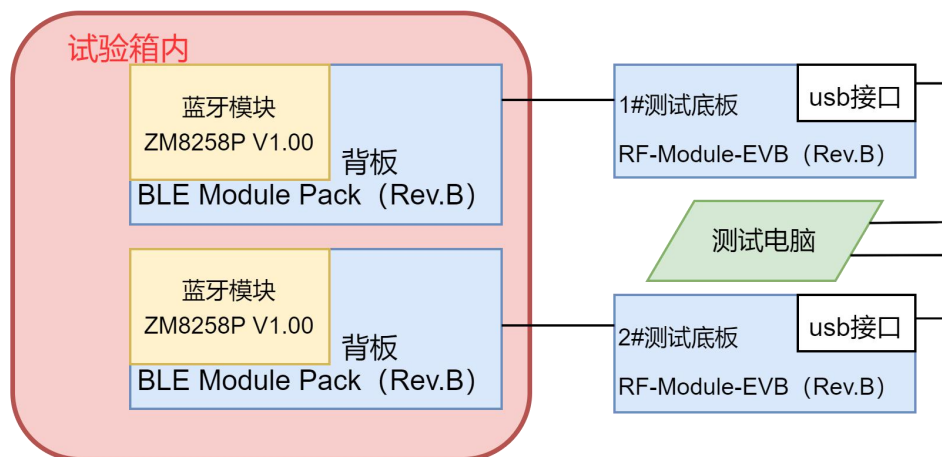 试验箱内
蓝牙模块
ZM8258P V1.00
背板
BLE Module Pack（Rev.B）
1#测试底板
usb接口
RF-Module-EVB（Rev.B）
测试电脑
蓝牙模块
ZM8258P V1.00
背板
BLE Module Pack（Rev.B）
2#测试底板
usb接口
RF-Module-EVB（Rev.B）